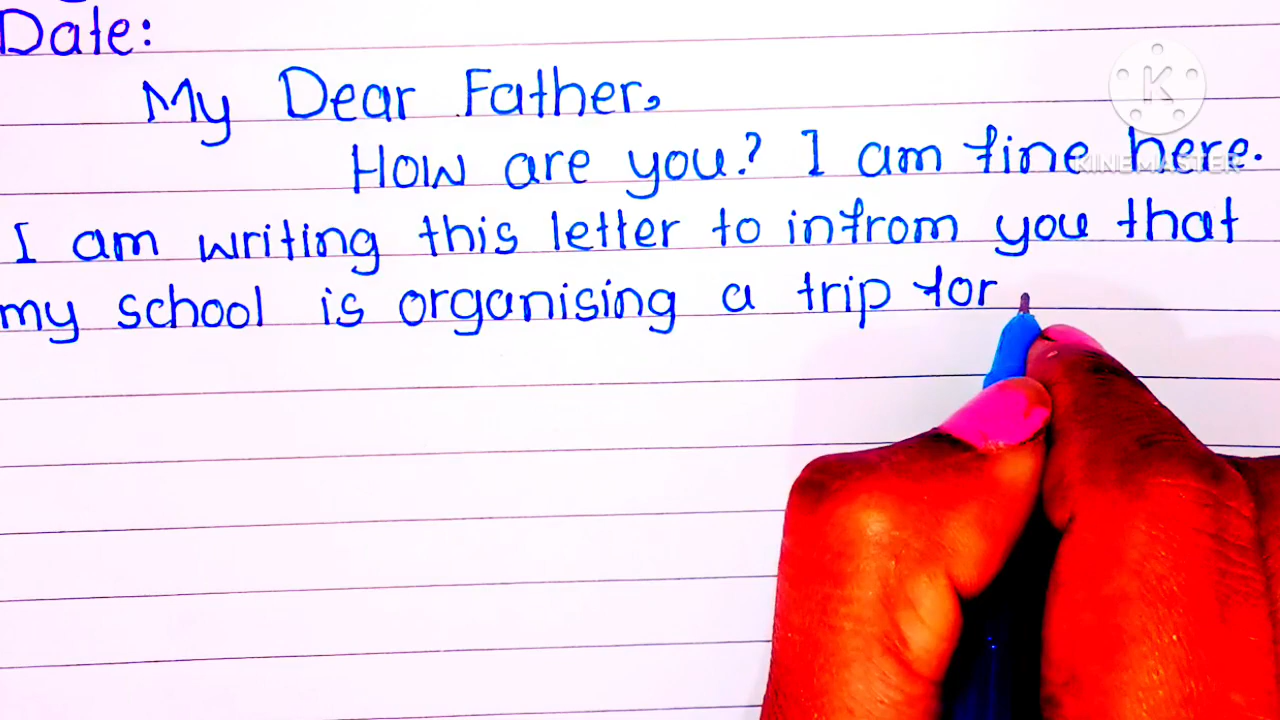 Date:
My Dear Father,
How are you? I am fine here.
I am writing this letter to infrom you that
my school is organising a trip for
K
KINEMASTER